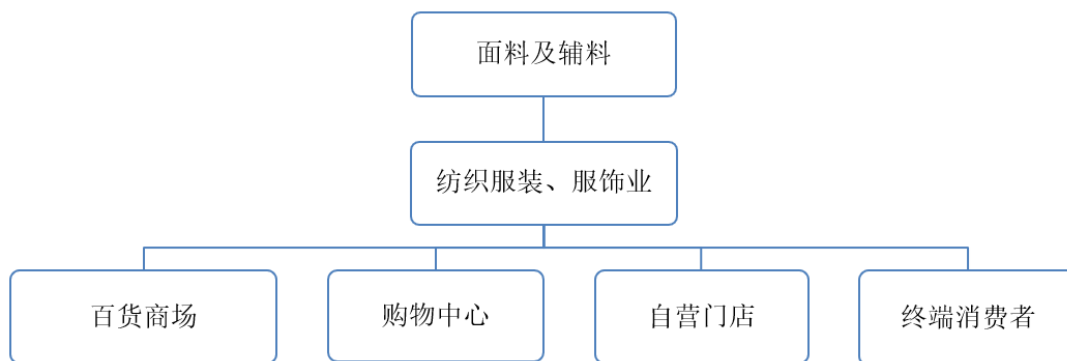 面料及辅料
纺织服装、服饰业
百货商场
购物中心
自营门店
终端消费者